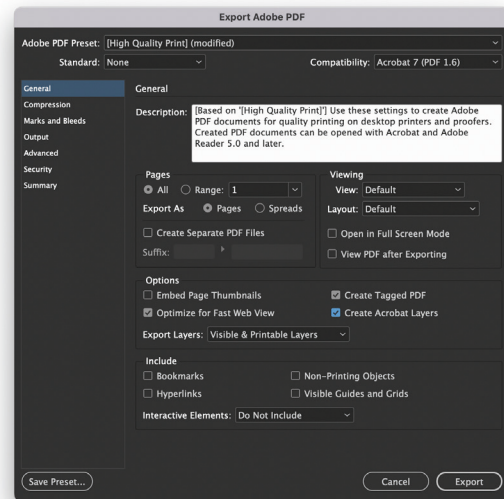 Export Adobe PDF
Adobe PDF Preset: [High Quality Print] (modified)
Standard: None Compatibility: Acrobat 7 (PDF 1.6)
General
Compression
Marks and Bleeds
Output
Advanced
Security
Summary
General
Description: [Based on '[High Quality Print]'] Use these settings to create Adobe
PDF documents for quality printing on desktop printers and proofers.
Created PDF documents can be opened with Acrobat and Adobe
Reader 5.0 and later.
Pages
All Range: 1
Export As Pages Spreads
Create Separate PDF Files
Suffix:
Viewing
View: Default
Layout: Default
Open in Full Screen Mode
View PDF after Exporting
Options
Embed Page Thumbnails Create Tagged PDF
Optimize for Fast Web View Create Acrobat Layers
Export Layers: Visible & Printable Layers
Include
Bookmarks Non-Printing Objects
Hyperlinks Visible Guides and Grids
Interactive Elements: Do Not Include
Save Preset... Cancel Export